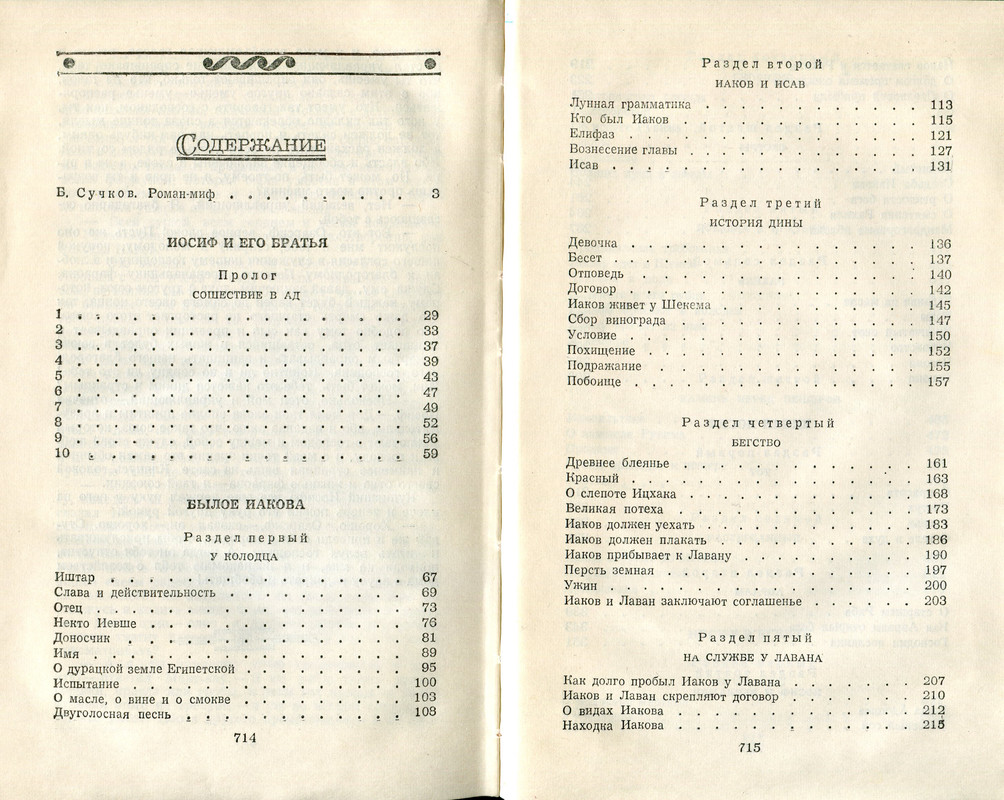 СОДЕРЖАНИЕ
Б. Сучков. Роман-миф . . . . . . . . . . 3
ИОСИФ И ЕГО БРАТЬЯ
Пролог
СОШЕСТВИЕ В АД
1 . . . . . . . . . . 29
2 . . . . . . . . . . 33
3 . . . . . . . . . . 37
4 . . . . . . . . . . 39
5 . . . . . . . . . . 43
6 . . . . . . . . . . 47
7 . . . . . . . . . . 49
8 . . . . . . . . . . 52
9 . . . . . . . . . . 56
10 . . . . . . . . . . 59
БЫЛОЕ ИАКОВА
Раздел первый
У КОЛОДЦА
Иштар . . . . . . . . . . 67
Слава и действительность . . . . . . . . . . 69
Отец . . . . . . . . . . 73
Некто Иевше . . . . . . . . . . 76
Доносчик . . . . . . . . . . 81
Имя . . . . . . . . . . 89
О дурацкой земле Египетской . . . . . . . . 95
Испытание . . . . . . . . . . 100
О масле, о вине и о смокве . . . . . . . . 103
Двуголосная песнь . . . . . . . . . . 108
714
Раздел второй
ИАКОВ И ИСАВ
Лунная грамматика . . . . . . . . . . 113
Кто был Иаков . . . . . . . . . . 115
Елифаз . . . . . . . . . . 121
Вознесение главы . . . . . . . . . . 127
Исав . . . . . . . . . . 131
Раздел третий
ИСТОРИЯ ДИНЫ
Девочка . . . . . . . . . . 136
Бесет . . . . . . . . . . 137
Отповедь . . . . . . . . . . 140
Договор . . . . . . . . . . 142
Иаков живет у Шекема . . . . . . . . . . 145
Сбор винограда . . . . . . . . . . 147
Условие . . . . . . . . . . 150
Похищение . . . . . . . . . . 152
Подражание . . . . . . . . . . 155
Побоище . . . . . . . . . . 157
Раздел четвертый
БЕГСТВО
Древнее блеянье . . . . . . . . . . 161
Красный . . . . . . . . . . 163
О слепоте Ицхака . . . . . . . . . . 168
Великая потеха . . . . . . . . . . 173
Иаков должен уехать . . . . . . . . . . 183
Иаков должен плакать . . . . . . . . . . 186
Иаков прибывает к Лавану . . . . . . . . 190
Персть земная . . . . . . . . . . 197
Ужин . . . . . . . . . . 200
Иаков и Лаван заключают соглашенье . . . . . 203
Раздел пятый
НА СЛУЖБЕ У ЛАВАНА
Как долго пробыл Иаков у Лавана . . . . . . 207
Иаков и Лаван скрепляют договор . . . . . . 210
О видах Иакова . . . . . . . . . . 212
Находка Иакова . . . . . . . . . . 215
715